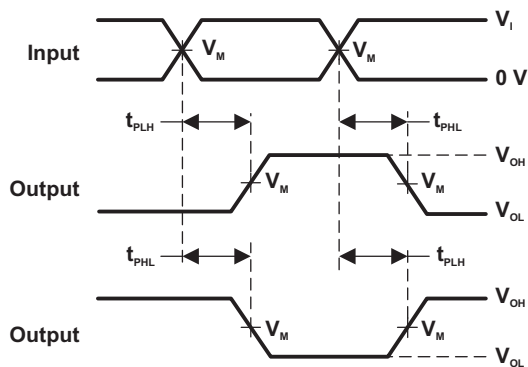 V_I
Input
V_M
V_M
0 V
t_PLH
t_PHL
V_OH
Output
V_M
V_M
V_OL
t_PHL
t_PLH
V_OH
Output
V_M
V_M
V_OL